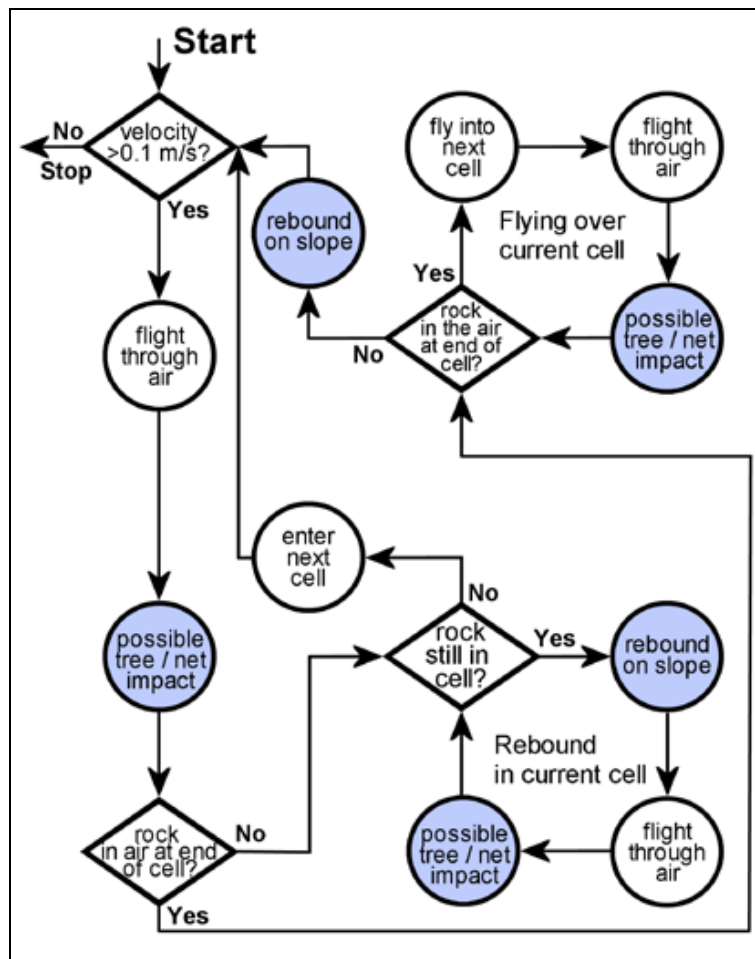 Start
No
Stop
velocity
>0.1 m/s?
Yes
flight
through
air
possible
tree / net
impact
rock
in air at end
of cell?
No
Yes
rebound
on slope
fly into
next
cell
flight
through
air
Flying over
current cell
Yes
rock
in the air
at end of
cell?
No
possible
tree / net
impact
enter
next
cell
No
rock
still in
cell?
Yes
rebound
on slope
Rebound
in current cell
possible
tree / net
impact
flight
through
air